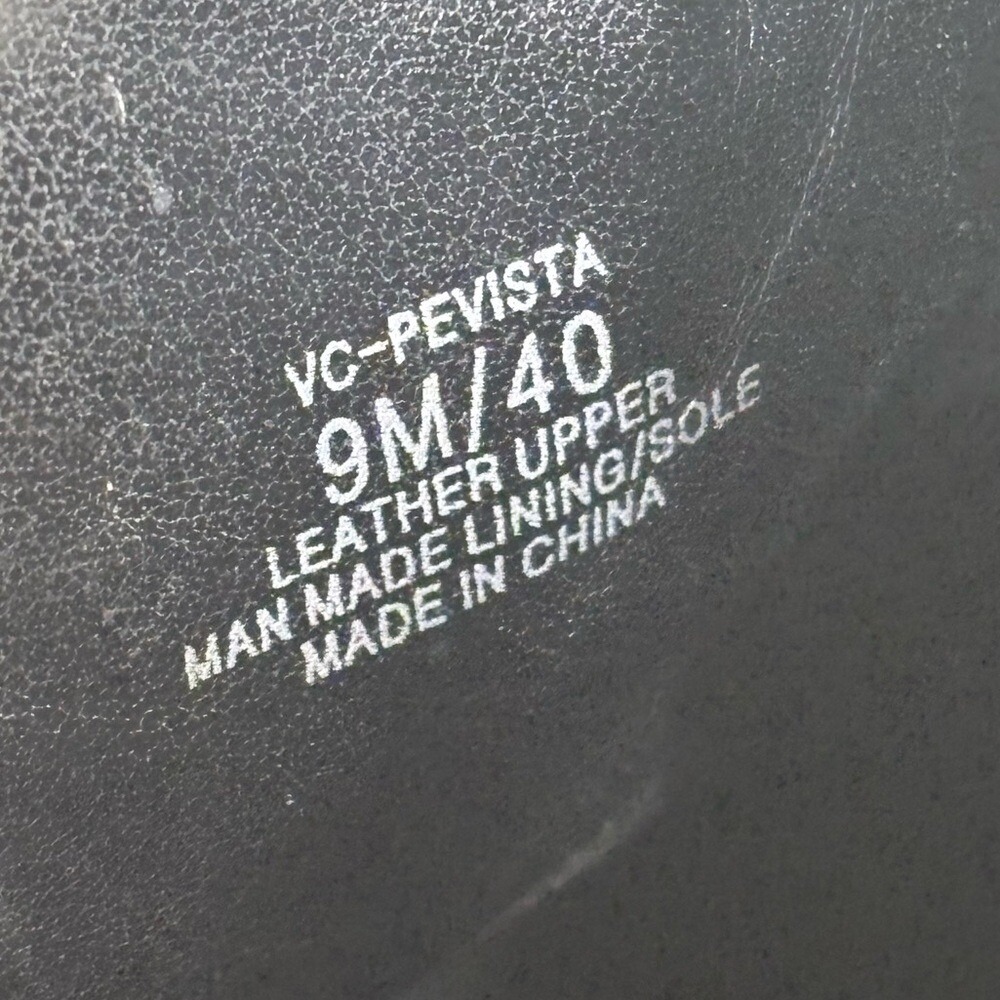 VC-PEVISTA
9M/40
LEATHER UPPER
MAN MADE LINING/SOLE
MADE IN CHINA